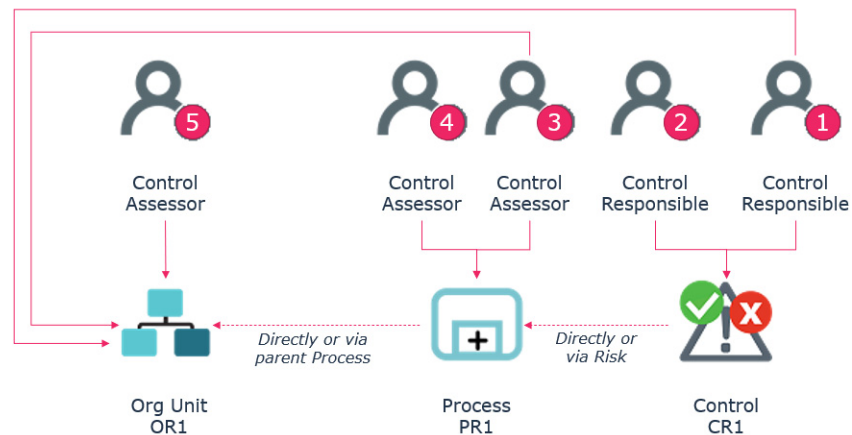 5
4
3
2
1
Control
Assessor
Control
Assessor
Control
Assessor
Control
Responsible
Control
Responsible
Directly or via
parent Process
Directly or
via Risk
Org Unit
OR1
Process
PR1
Control
CR1